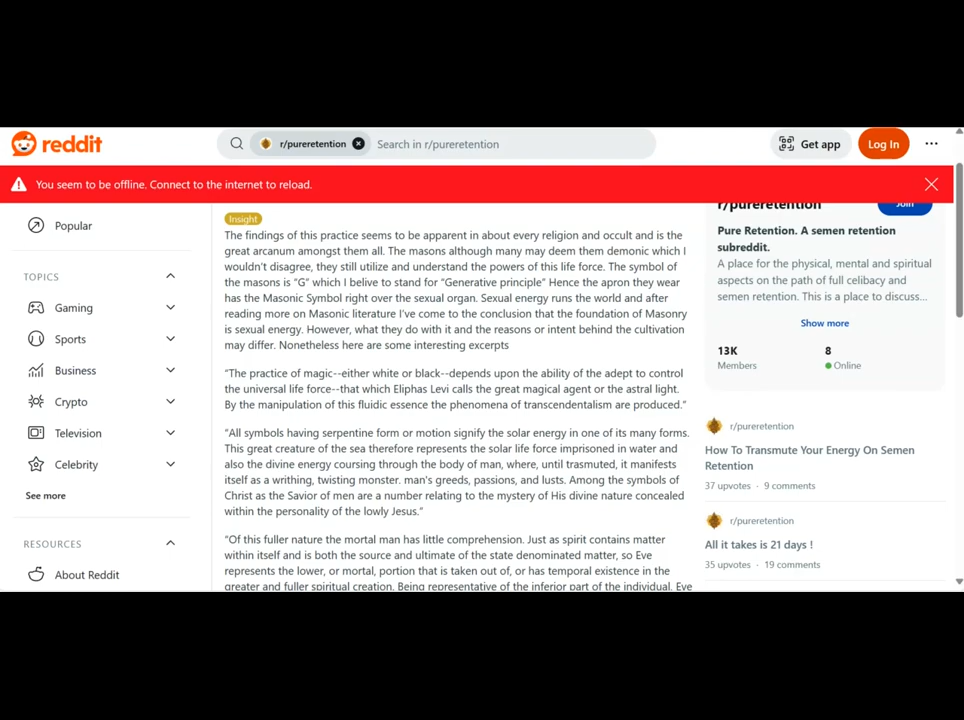 reddit
r/pureretention
Search in r/pureretention
Get app
Log In
You seem to be offline. Connect to the internet to reload.
Popular
TOPICS
Gaming
Sports
Business
Crypto
Television
Celebrity
See more
RESOURCES
About Reddit
Insight
The findings of this practice seems to be apparent in about every religion and occult and is the
great arcanum amongst them all. The masons although many may deem them demonic which I
wouldn't disagree, they still utilize and understand the powers of this life force. The symbol of
the masons is “G” which I belive to stand for “Generative principle” Hence the apron they wear
has the Masonic Symbol right over the sexual organ. Sexual energy runs the world and after
reading more on Masonic literature I've come to the conclusion that the foundation of Masonry
is sexual energy. However, what they do with it and the reasons or intent behind the cultivation
may differ. Nonetheless here are some interesting excerpts
“The practice of magic--either white or black--depends upon the ability of the adept to control
the universal life force--that which Eliphas Levi calls the great magical agent or the astral light.
By the manipulation of this fluidic essence the phenomena of transcendentalism are produced.”
“All symbols having serpentine form or motion signify the solar energy in one of its many forms.
This great creature of the sea therefore represents the solar life force imprisoned in water and
also the divine energy coursing through the body of man, where, until trasmuted, it manifests
itself as a writhing, twisting monster. man's greeds, passions, and lusts. Among the symbols of
Christ as the Savior of men are a number relating to the mystery of His divine nature concealed
within the personality of the lowly Jesus.”
“Of this fuller nature the mortal man has little comprehension. Just as spirit contains matter
within itself and is both the source and ultimate of the state denominated matter, so Eve
represents the lower, or mortal, portion that is taken out of, or has temporal existence in the
greater and fuller spiritual creation. Being representative of the inferior part of the individual, Eve
r/pureretention
Join
Pure Retention. A semen retention
subreddit.
A place for the physical, mental and spiritual
aspects on the path of full celibacy and
semen retention. This is a place to discuss...
Show more
13K
8
Members
Online
r/pureretention
How To Transmute Your Energy On Semen
Retention
37 upvotes · 9 comments
r/pureretention
All it takes is 21 days !
35 upvotes · 19 comments